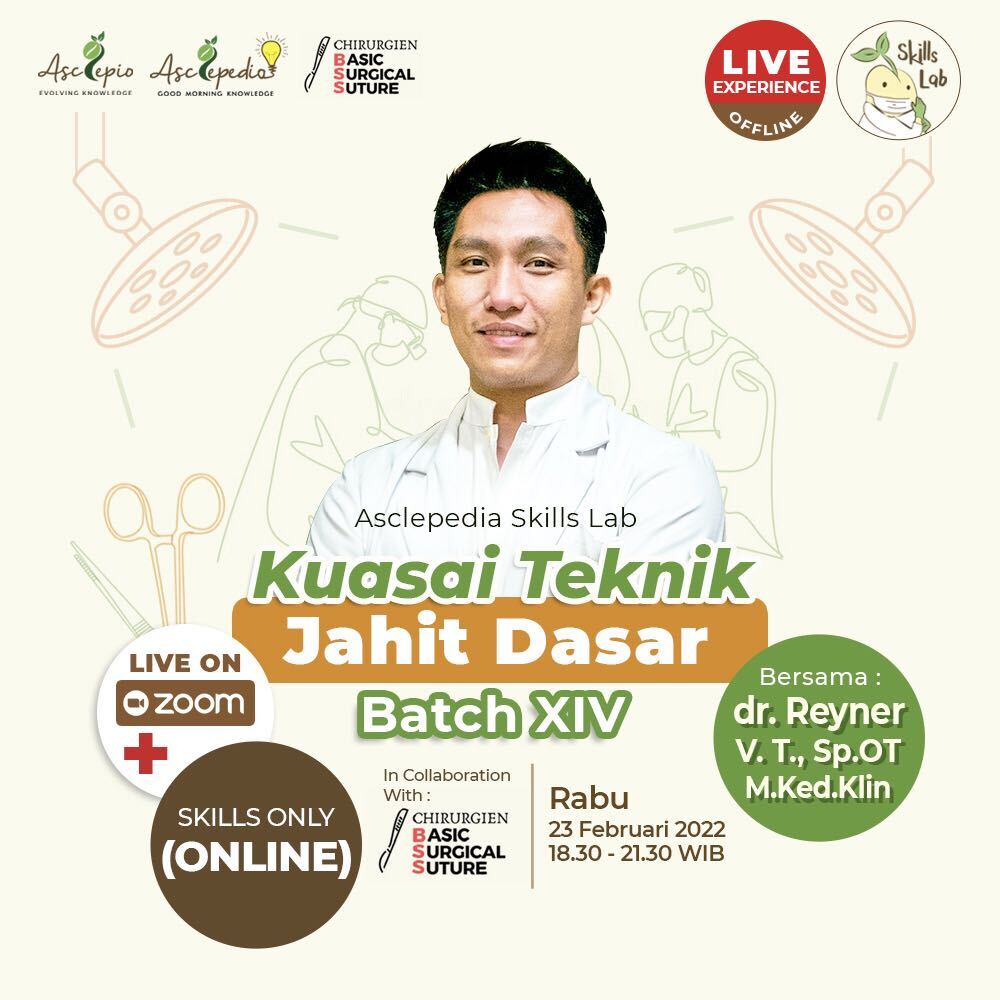 Asclepio
EVOLVING KNOWLEDGE
Asclepedia
GOOD MORNING KNOWLEDGE
CHIRURGIEN
BASIC
SURGICAL
SUTURE
LIVE
EXPERIENCE
OFFLINE
Skills
Lab
Asclepedia Skills Lab
Kuasai Teknik
Jahit Dasar
Batch XIV
LIVE ON
zoom
SKILLS ONLY
(ONLINE)
In Collaboration
With :
CHIRURGIEN
BASIC
SURGICAL
SUTURE
Rabu
23 Februari 2022
18.30 - 21.30 WIB
Bersama :
dr. Reyner
V. T., Sp.OT
M.Ked.Klin